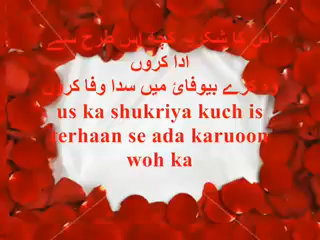 اس کا شکریہ کچھ اس طرح سے
ادا کروں
وہ کرے بیوفائ میں سدا وفا کروں
us ka shukriya kuch is
terhaan se ada karuoon
woh ka